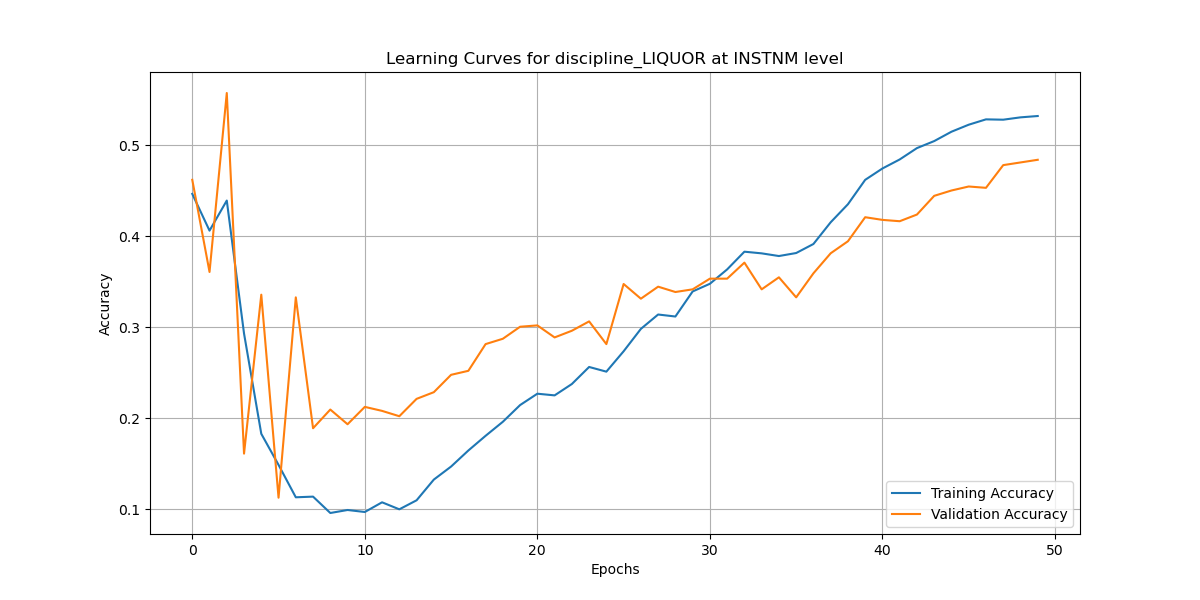 Learning Curves for discipline_LIQUOR at INSTNM level
Accuracy
0.5
0.4
0.3
0.2
0.1
0 10 20 30 40 50
Epochs
Training Accuracy
Validation Accuracy